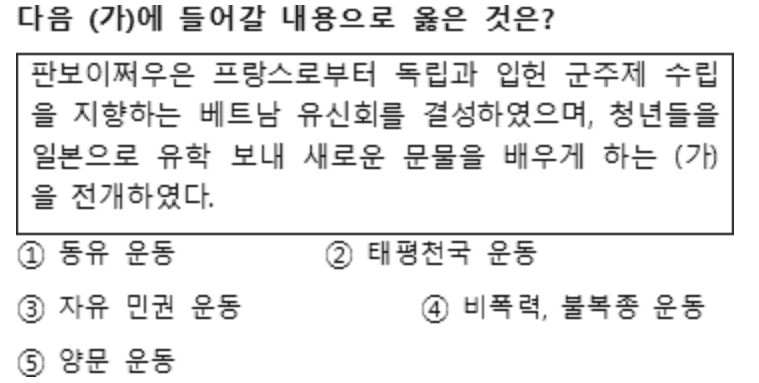 다음 (가)에 들어갈 내용으로 옳은 것은?
판보이쩌우은 프랑스로부터 독립과 입헌 군주제 수립
을 지향하는 베트남 유신회를 결성하였으며, 청년들을
일본으로 유학 보내 새로운 문물을 배우게 하는 (가)
을 전개하였다.
① 동유 운동 ② 태평천국 운동
③ 자유 민권 운동 ④ 비폭력, 불복종 운동
⑤ 양문 운동